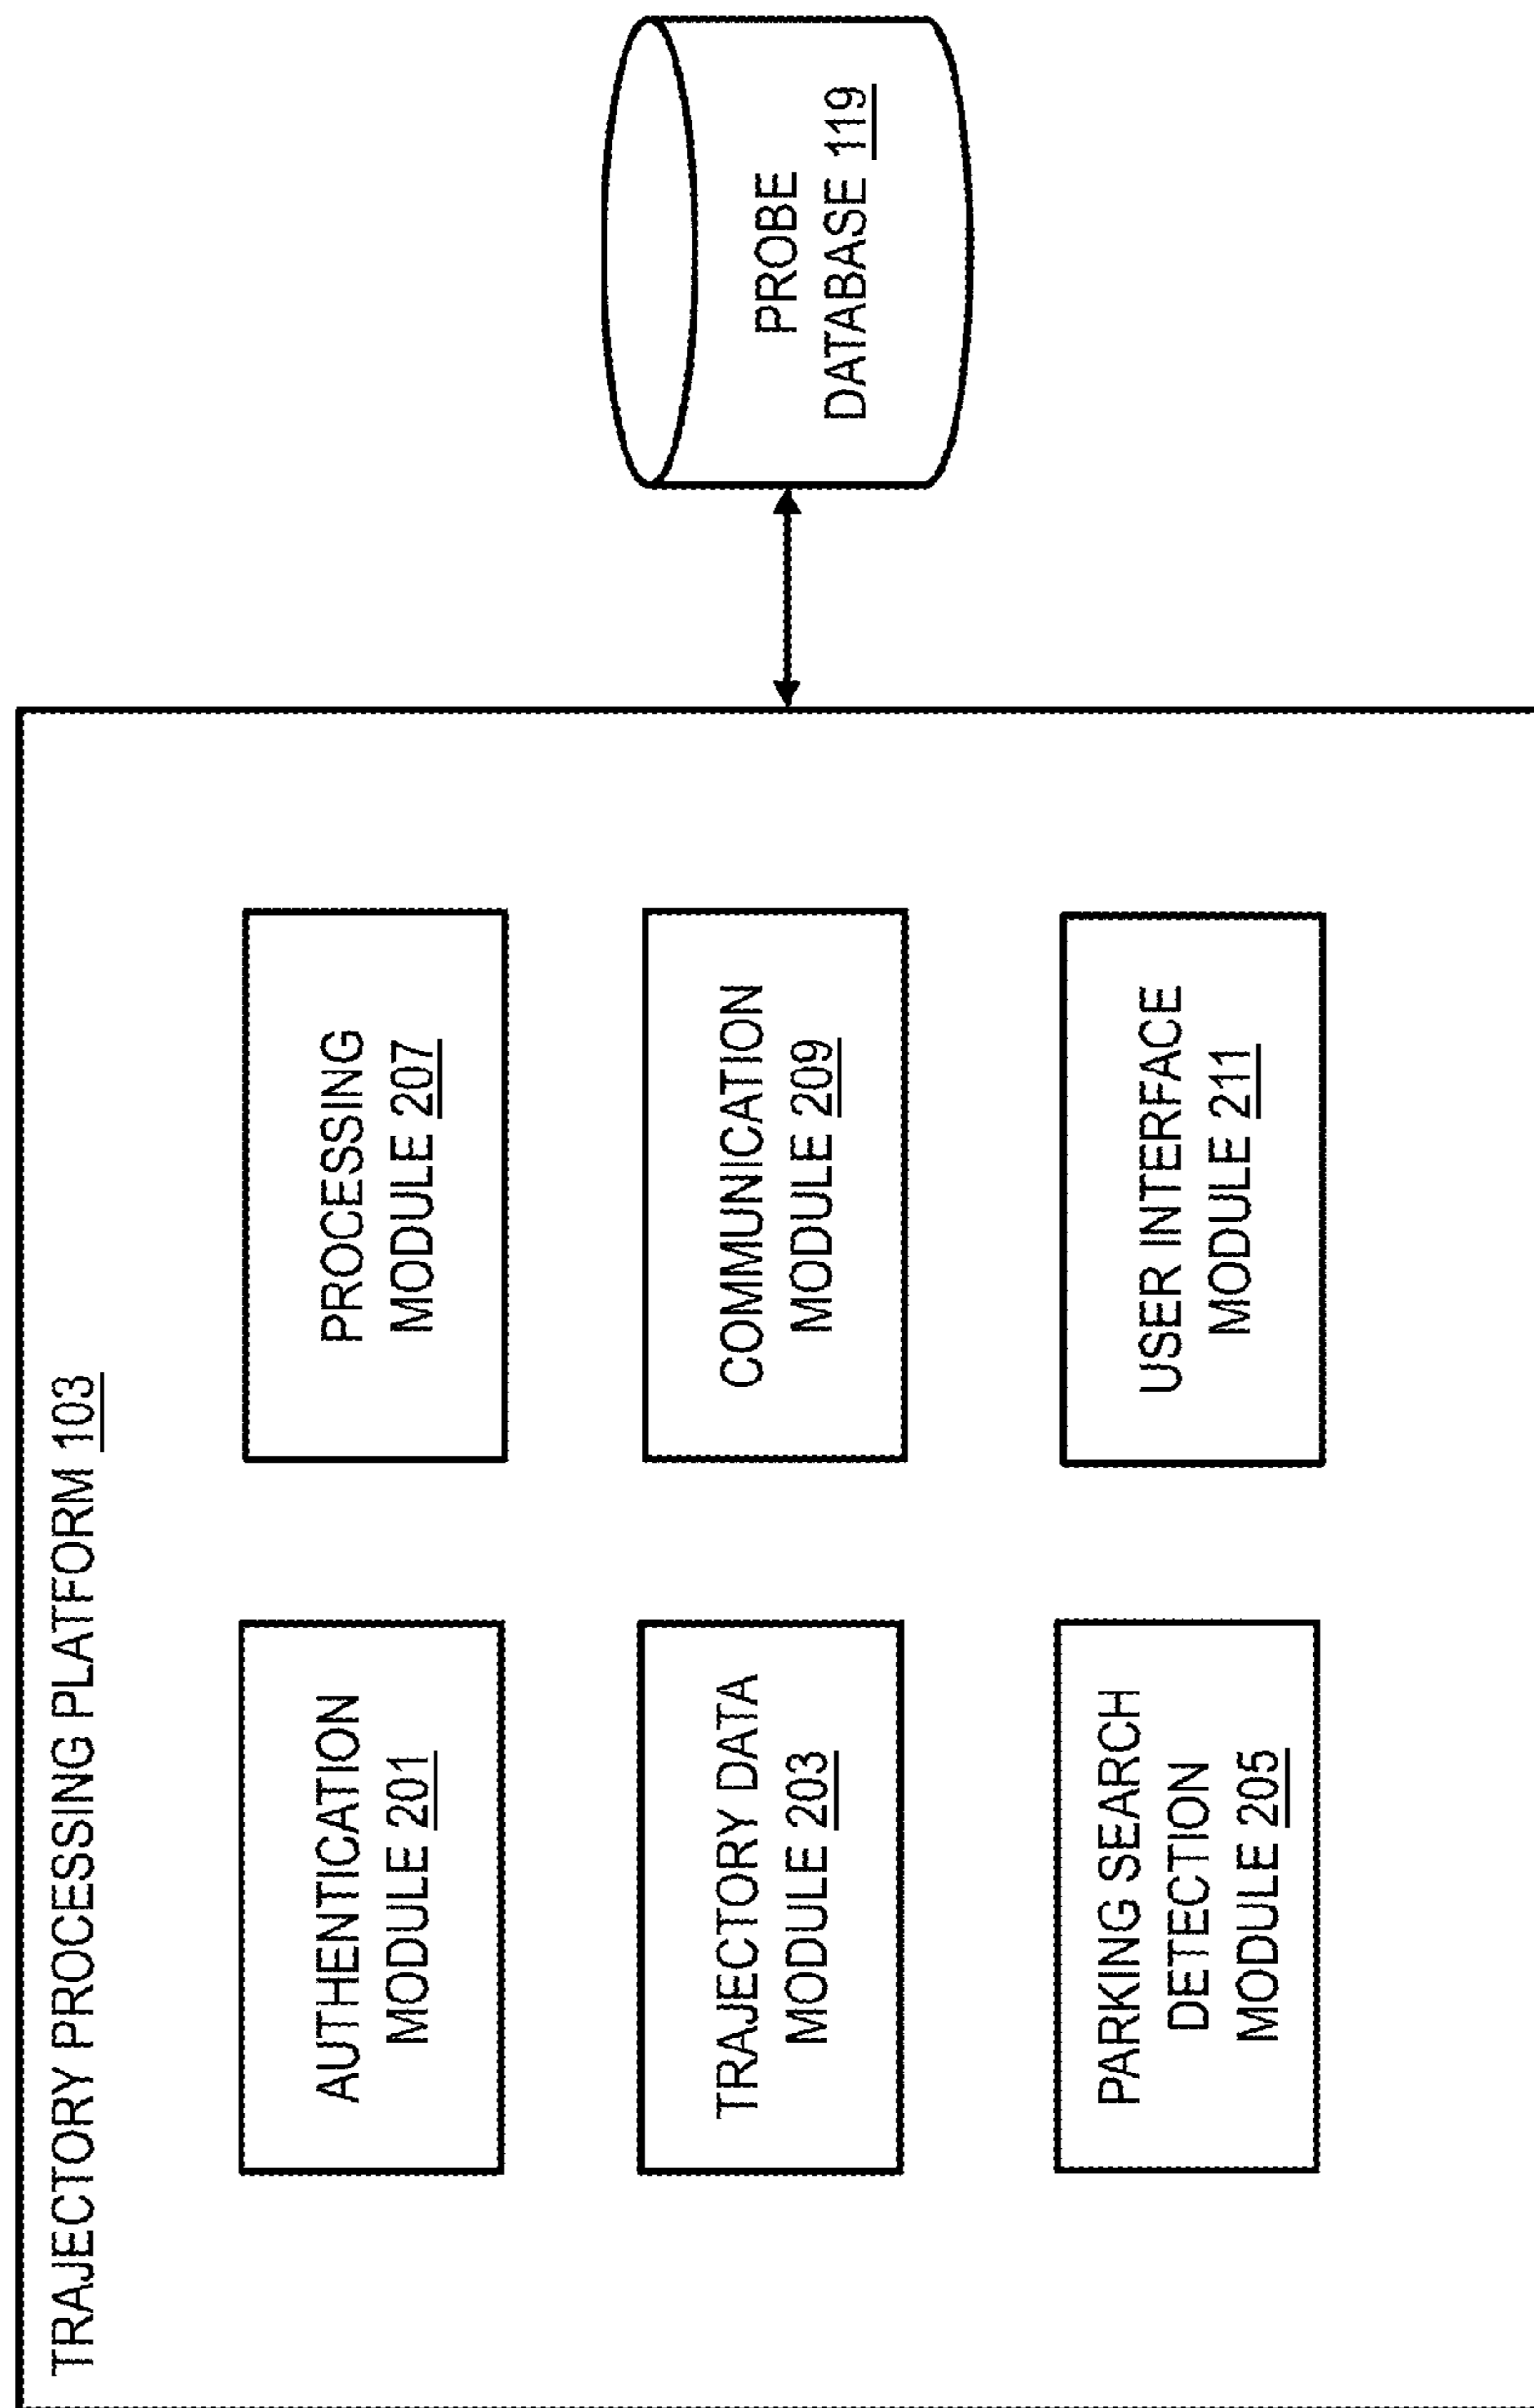 TRAJECTORY PROCESSING PLATFORM 103
AUTHENTICATION
MODULE 201
TRAJECTORY DATA
MODULE 203
PARKING SEARCH
DETECTION
MODULE 205
PROCESSING
MODULE 207
COMMUNICATION
MODULE 209
USER INTERFACE
MODULE 211
PROBE
DATABASE 119